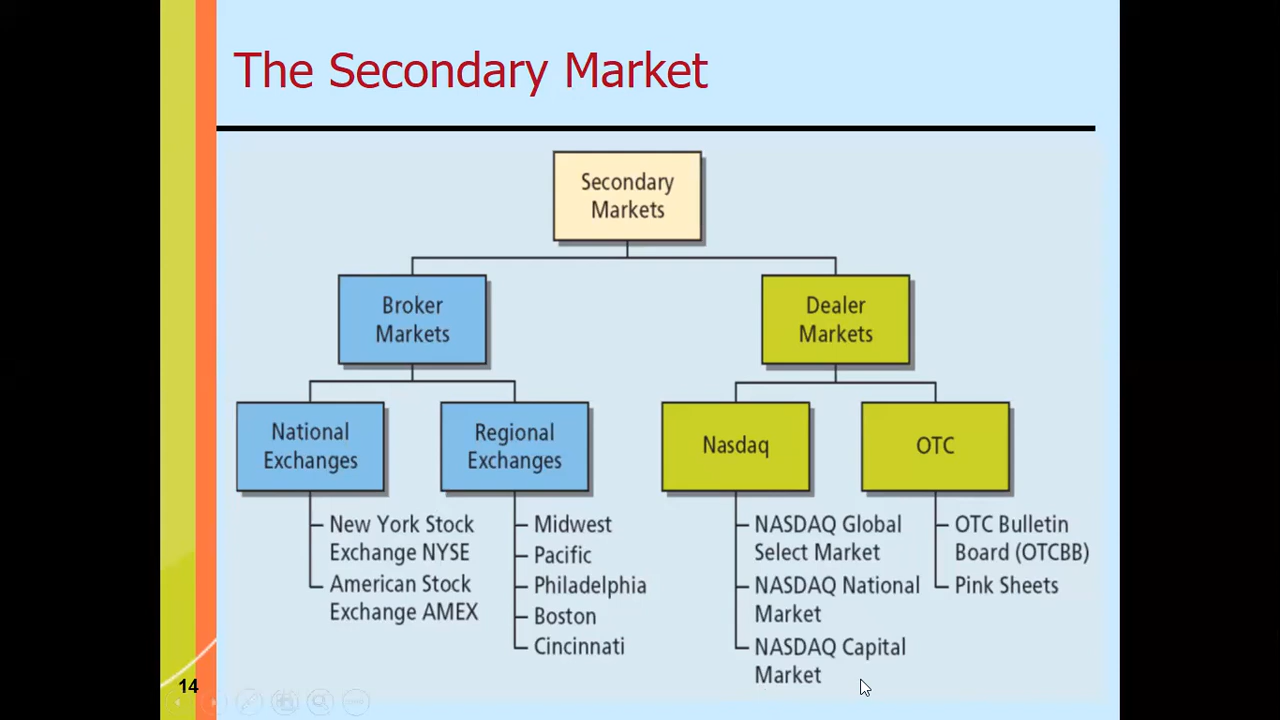 The Secondary Market
Secondary
Markets
Broker
Markets
Dealer
Markets
National
Exchanges
Regional
Exchanges
Nasdaq
OTC
New York Stock
Exchange NYSE
American Stock
Exchange AMEX
Midwest
Pacific
Philadelphia
Boston
Cincinnati
NASDAQ Global
Select Market
NASDAQ National
Market
NASDAQ Capital
Market
OTC Bulletin
Board (OTCBB)
Pink Sheets
14